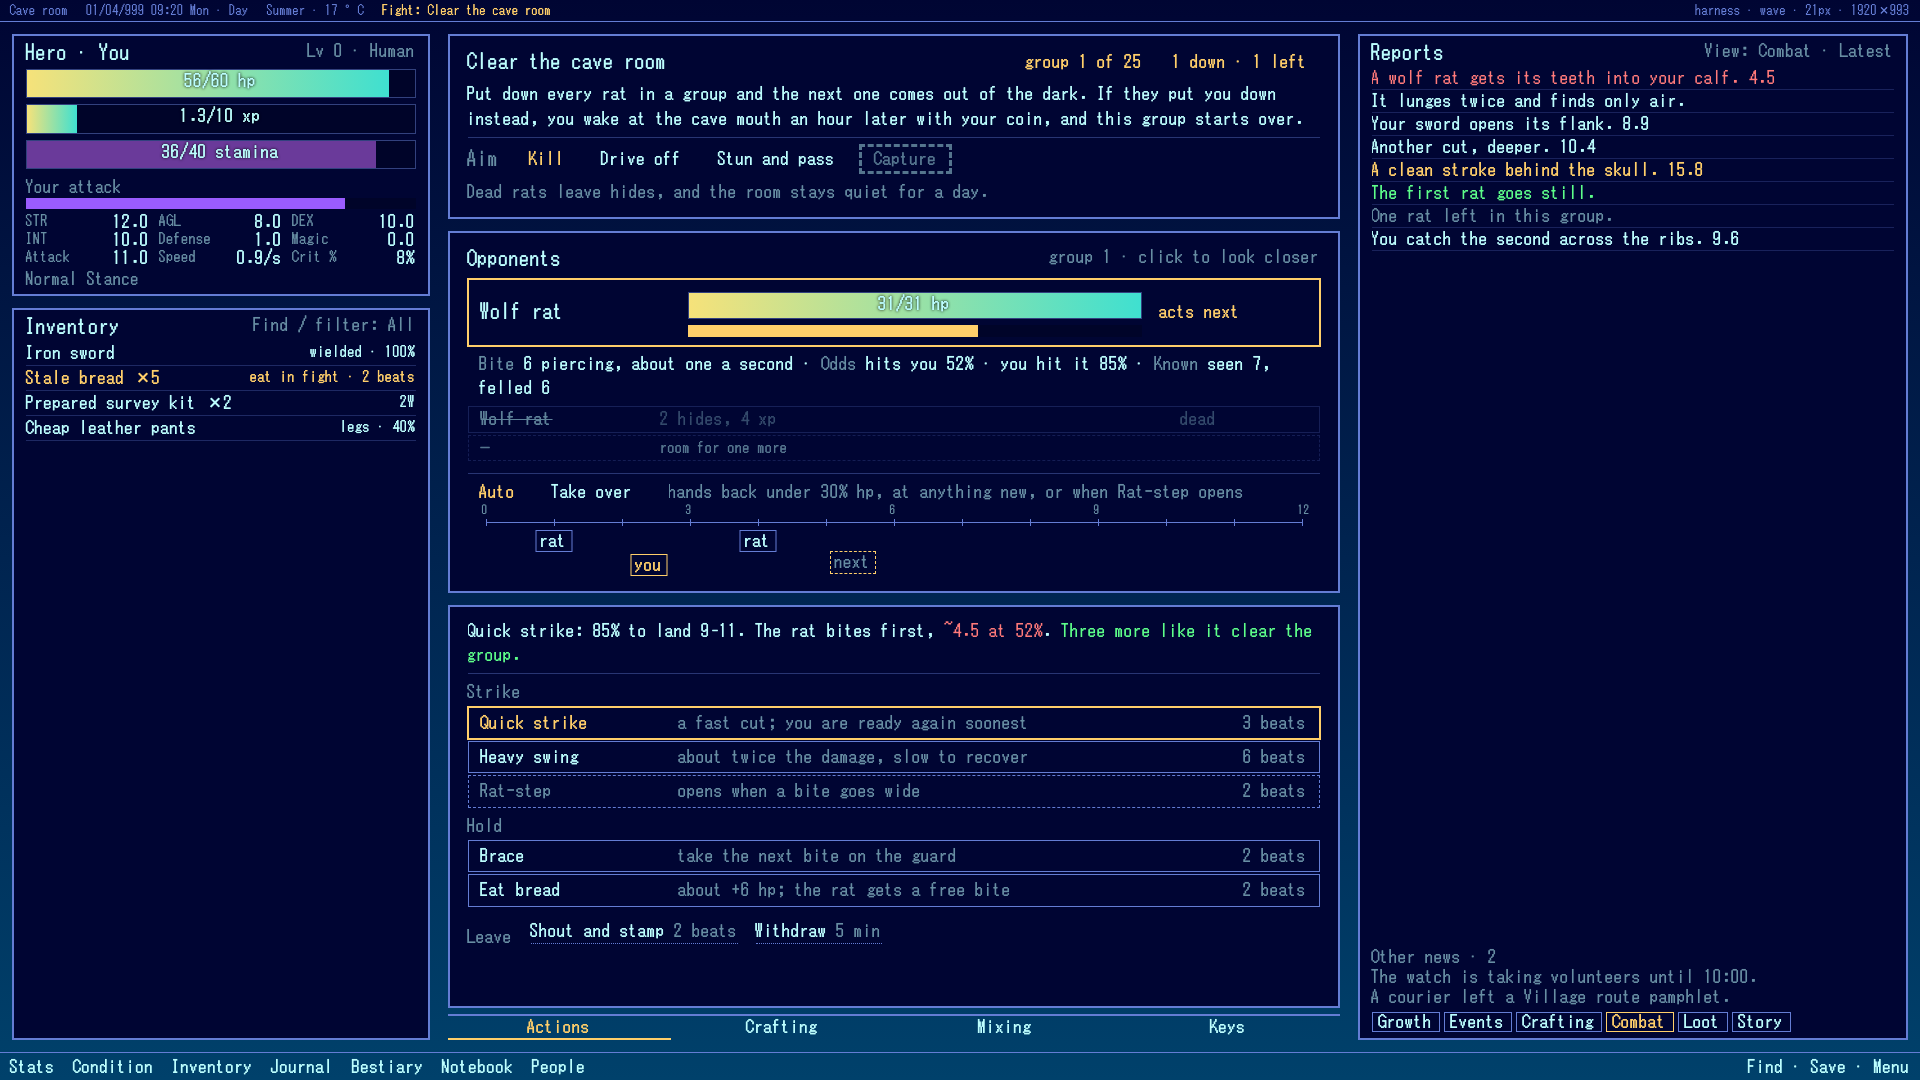 Cave room 01/04/999 09:20 Mon · Day Summer · 17 °C Fight: Clear the cave room
harness · wave · 21px · 1920×993
Hero · You Lv 0 · Human
56/60 hp
1.3/10 xp
36/40 stamina
Your attack
STR 12.0 AGL 8.0 DEX 10.0
INT 10.0 Defense 1.0 Magic 0.0
Attack 11.0 Speed 0.9/s Crit % 8%
Normal Stance
Inventory Find / filter: All
Iron sword wielded · 100%
Stale bread ×5 eat in fight · 2 beats
Prepared survey kit ×2 2W
Cheap leather pants legs · 40%
Clear the cave room group 1 of 25 1 down · 1 left
Put down every rat in a group and the next one comes out of the dark. If they put you down
instead, you wake at the cave mouth an hour later with your coin, and this group starts over.
Aim Kill Drive off Stun and pass Capture
Dead rats leave hides, and the room stays quiet for a day.
Opponents group 1 · click to look closer
Wolf rat 31/31 hp acts next
Bite 6 piercing, about one a second · Odds hits you 52% · you hit it 85% · Known seen 7,
felled 6
Wolf rat 2 hides, 4 xp dead
— room for one more
Auto Take over hands back under 30% hp, at anything new, or when Rat-step opens
0 3 6 9 12
rat rat
you next
Quick strike: 85% to land 9-11. The rat bites first, ~4.5 at 52%. Three more like it clear the
group.
Strike
Quick strike a fast cut; you are ready again soonest 3 beats
Heavy swing about twice the damage, slow to recover 6 beats
Rat-step opens when a bite goes wide 2 beats
Hold
Brace take the next bite on the guard 2 beats
Eat bread about +6 hp; the rat gets a free bite 2 beats
Leave Shout and stamp 2 beats Withdraw 5 min
Actions Crafting Mixing Keys
Reports View: Combat · Latest
A wolf rat gets its teeth into your calf. 4.5
It lunges twice and finds only air.
Your sword opens its flank. 8.9
Another cut, deeper. 10.4
A clean stroke behind the skull. 15.8
The first rat goes still.
One rat left in this group.
You catch the second across the ribs. 9.6
Other news · 2
The watch is taking volunteers until 10:00.
A courier left a Village route pamphlet.
Growth Events Crafting Combat Loot Story
Stats Condition Inventory Journal Bestiary Notebook People
Find · Save · Menu